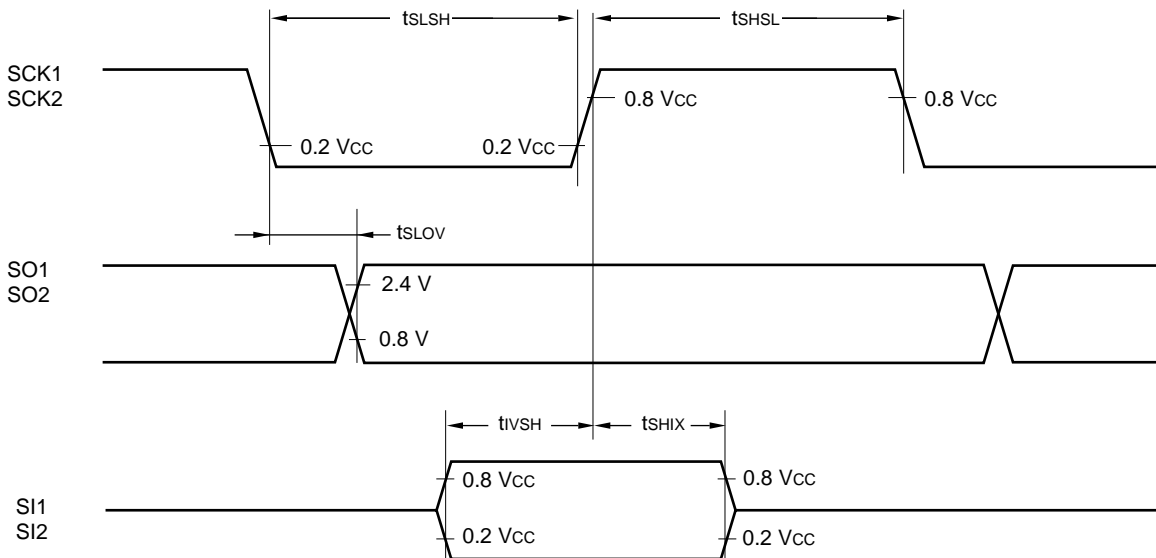 tSLSH tSHSL
SCK1
SCK2
0.8 VCC 0.8 VCC
0.2 VCC 0.2 VCC
tSLOV
SO1
SO2
2.4 V
0.8 V
tIVSH tSHIX
0.8 VCC 0.8 VCC
SI1
SI2
0.2 VCC 0.2 VCC